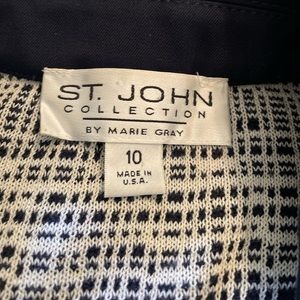 ST. JOHN
COLLECTION
BY MARIE GRAY
10
MADE IN
U.S.A.